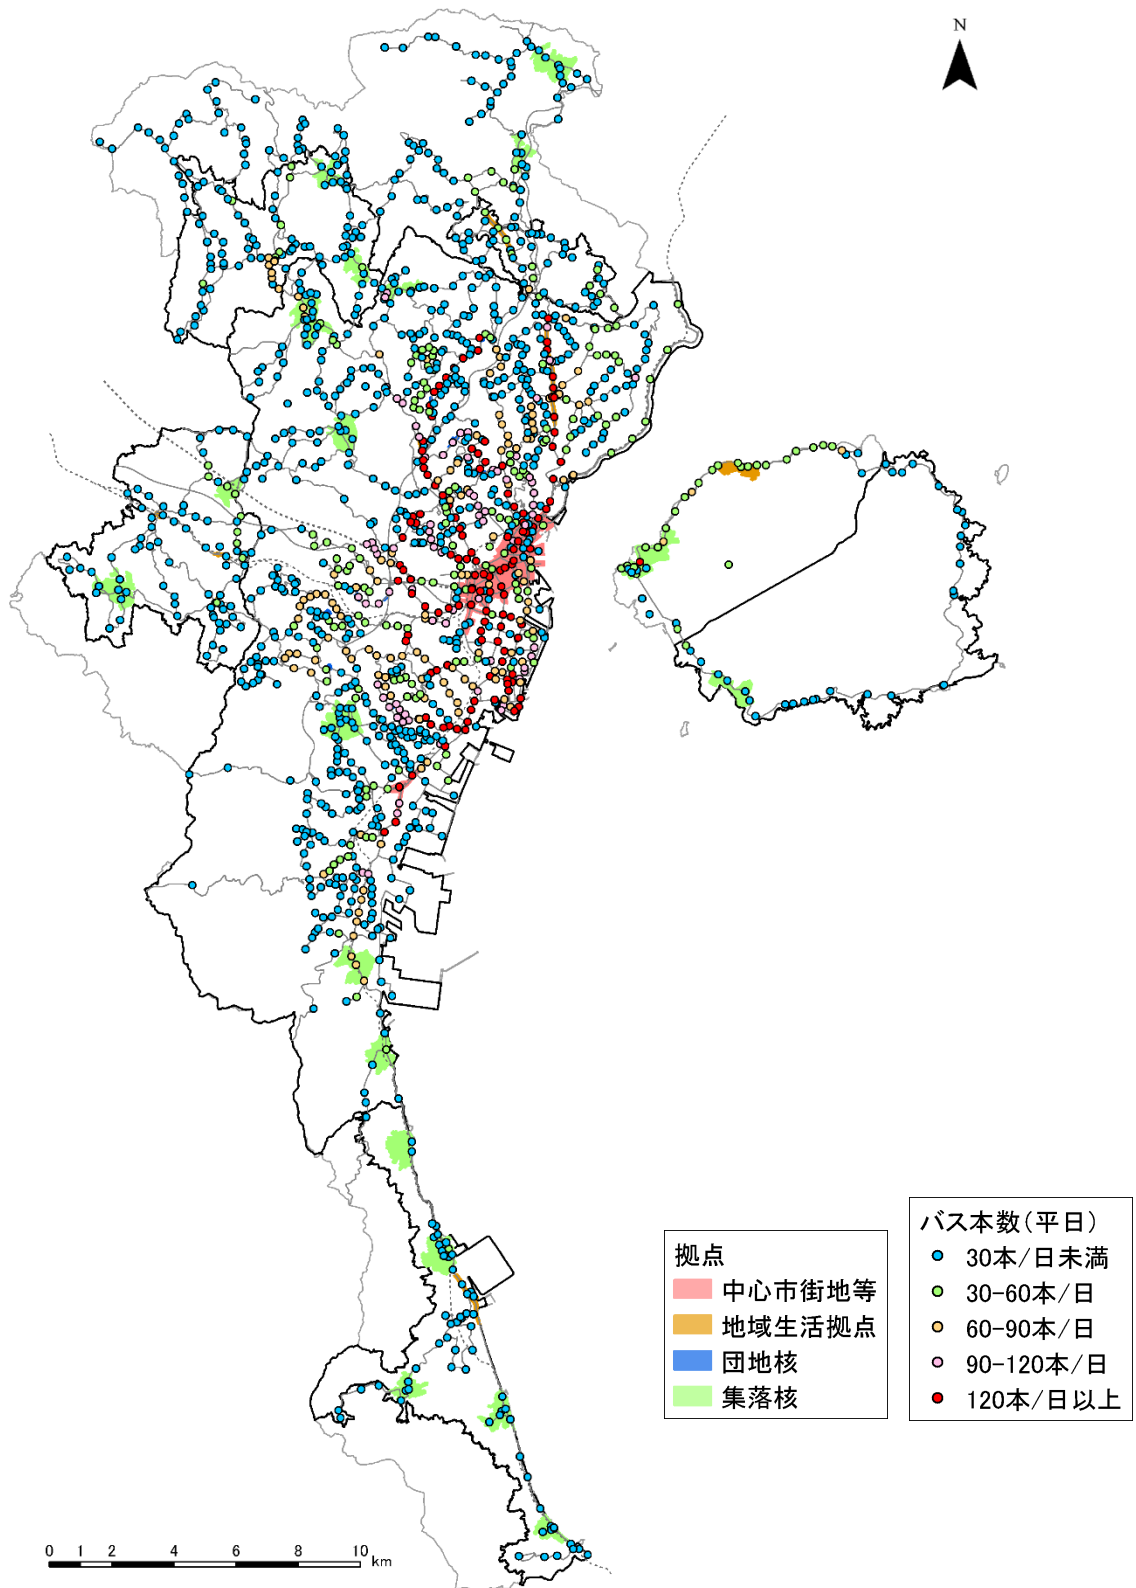 N
拠点
中心市街地等
地域生活拠点
団地核
集落核
バス本数(平日)
30本/日未満
30-60本/日
60-90本/日
90-120本/日
120本/日以上
0 1 2 4 6 8 10 km